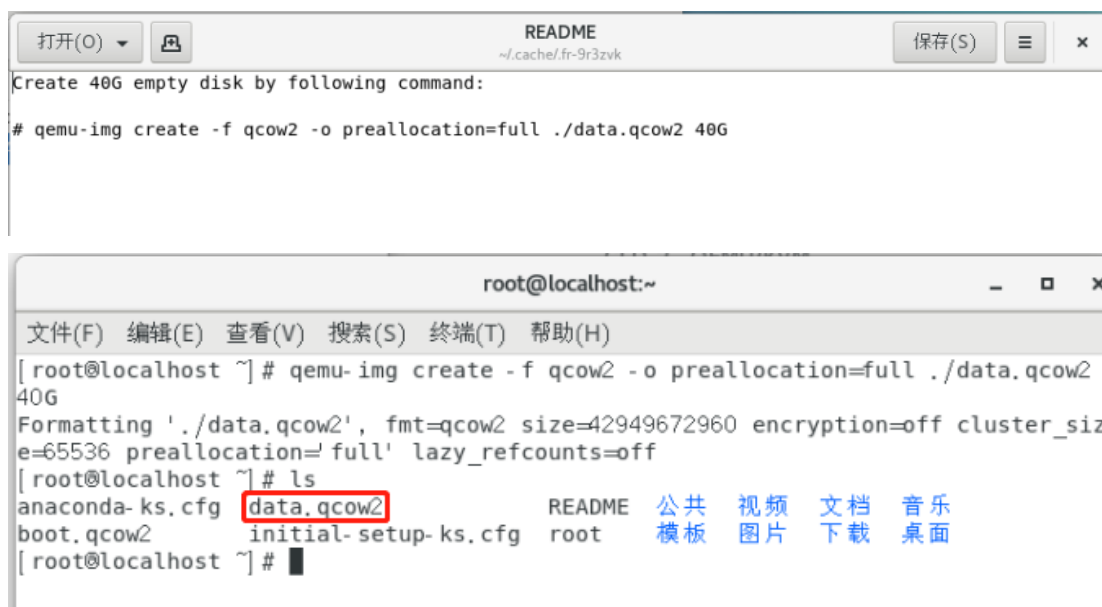 打开(O)
README
~/.cache/.fr-9r3zvk
保存(S)
Create 40G empty disk by following command:
# qemu-img create -f qcow2 -o preallocation=full ./data.qcow2 40G
root@localhost:~
文件(F) 编辑(E) 查看(V) 搜索(S) 终端(T) 帮助(H)
[root@localhost ~]# qemu-img create -f qcow2 -o preallocation=full ./data.qcow2
40G
Formatting './data.qcow2', fmt=qcow2 size=42949672960 encryption=off cluster_siz
e=65536 preallocation='full' lazy_refcounts=off
[root@localhost ~]# ls
anaconda-ks.cfg data.qcow2 README 公共 视频 文档 音乐
boot.qcow2 initial-setup-ks.cfg root 模板 图片 下载 桌面
[root@localhost ~]#